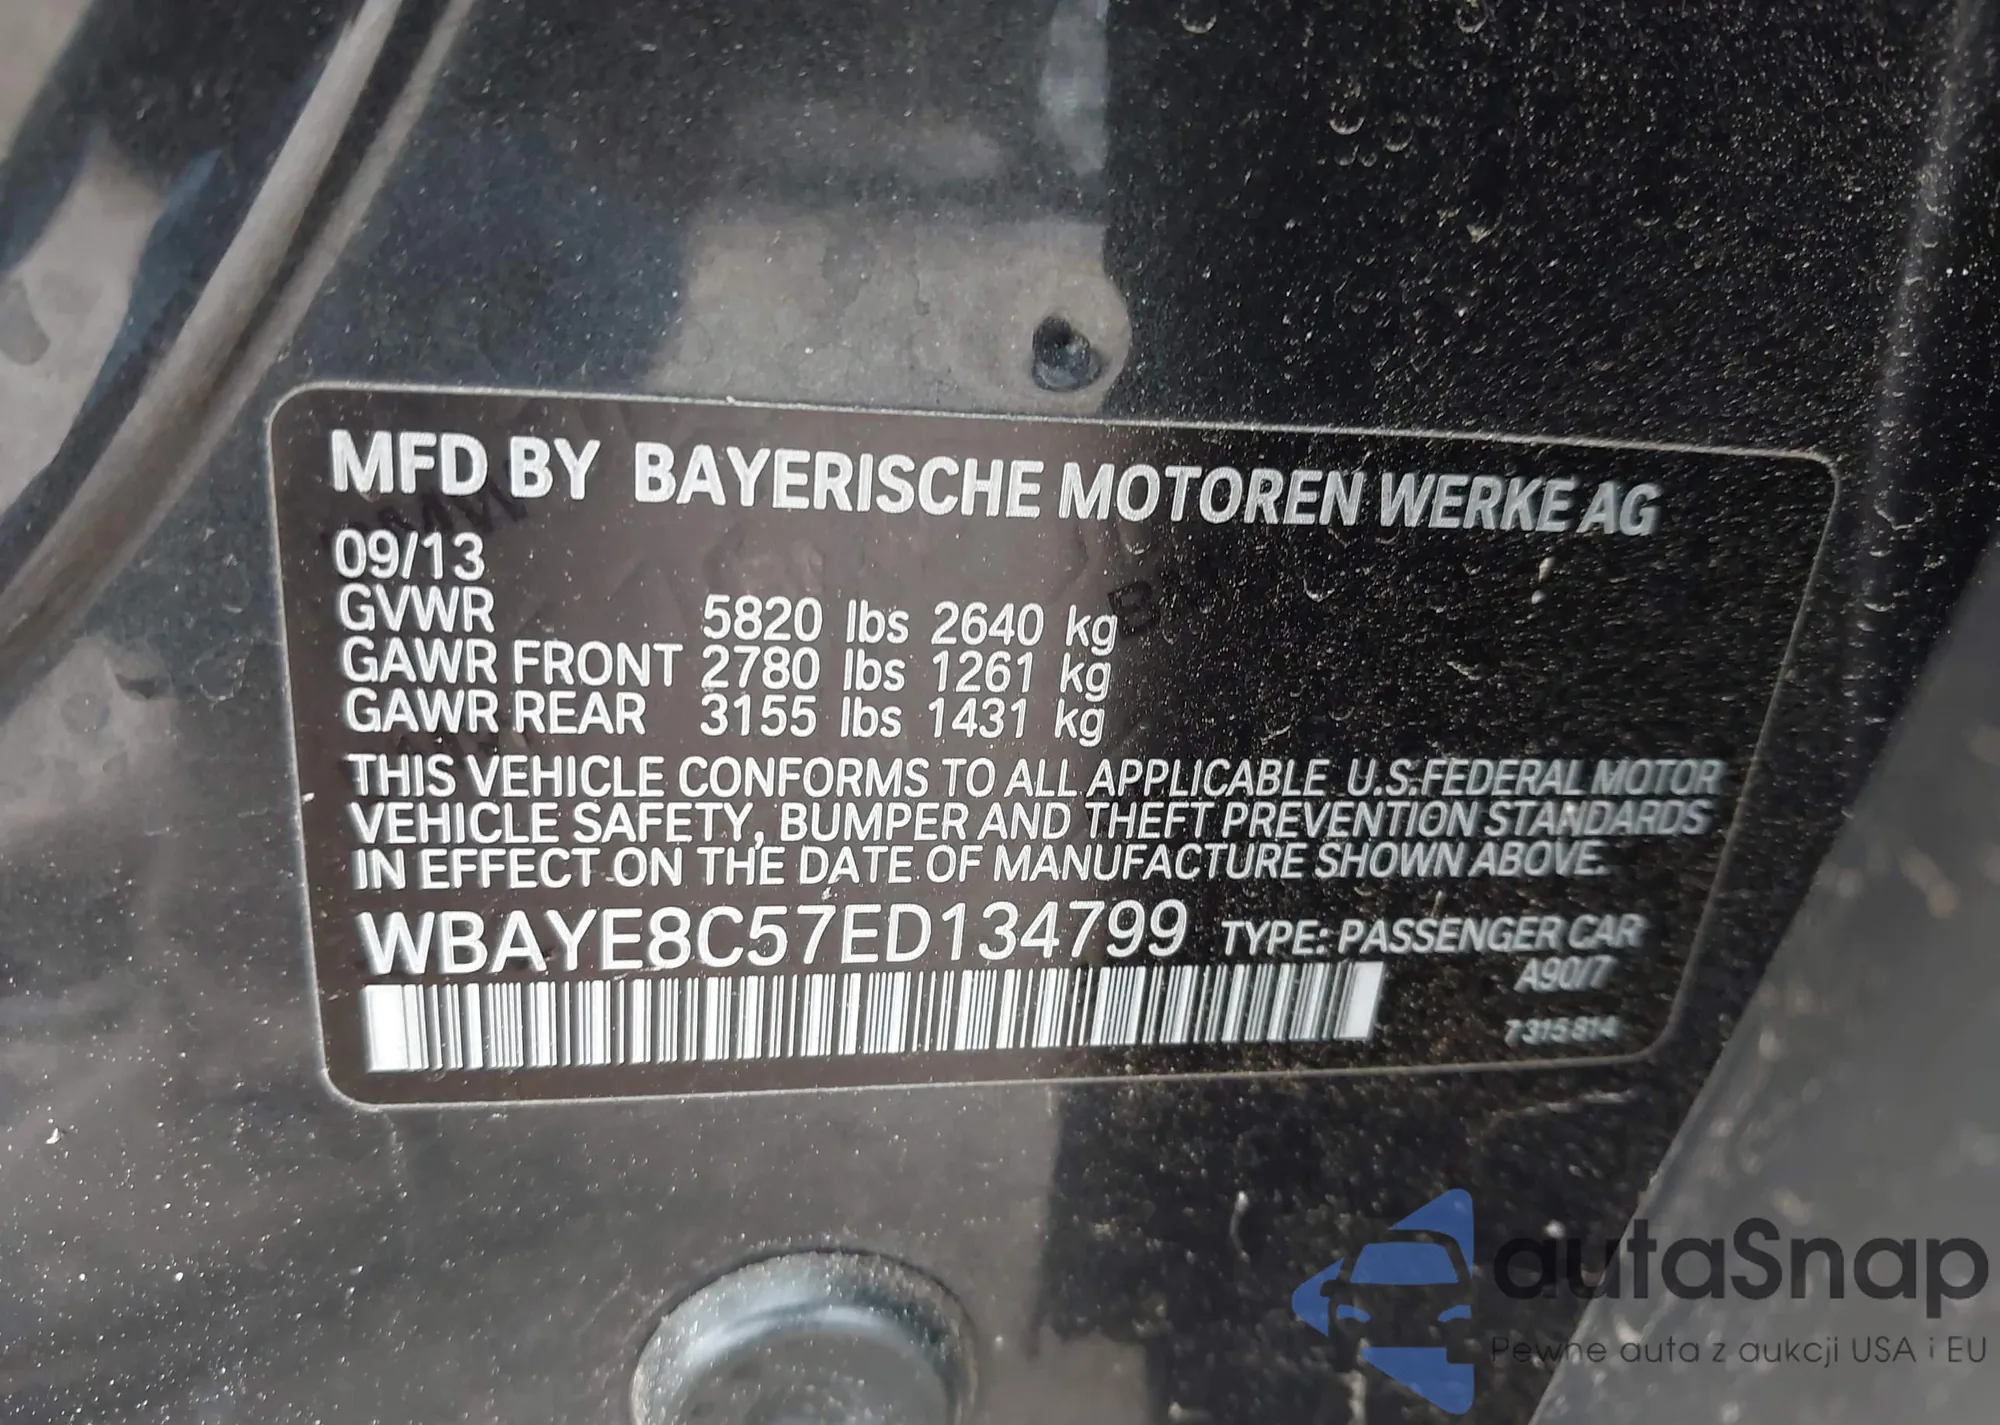 MFD BY BAYERISCHE MOTOREN WERKE AG
09/13
GVWR 5820 lbs 2640 kg
GAWR FRONT 2780 lbs 1261 kg
GAWR REAR 3155 lbs 1431 kg
THIS VEHICLE CONFORMS TO ALL APPLICABLE U.S.FEDERAL MOTOR
VEHICLE SAFETY, BUMPER AND THEFT PREVENTION STANDARDS
IN EFFECT ON THE DATE OF MANUFACTURE SHOWN ABOVE.
WBAYE8C57ED134799 TYPE: PASSENGER CAR
A90/7
7 315 814
autaSnap
Pewne auta z aukcji USA i EU